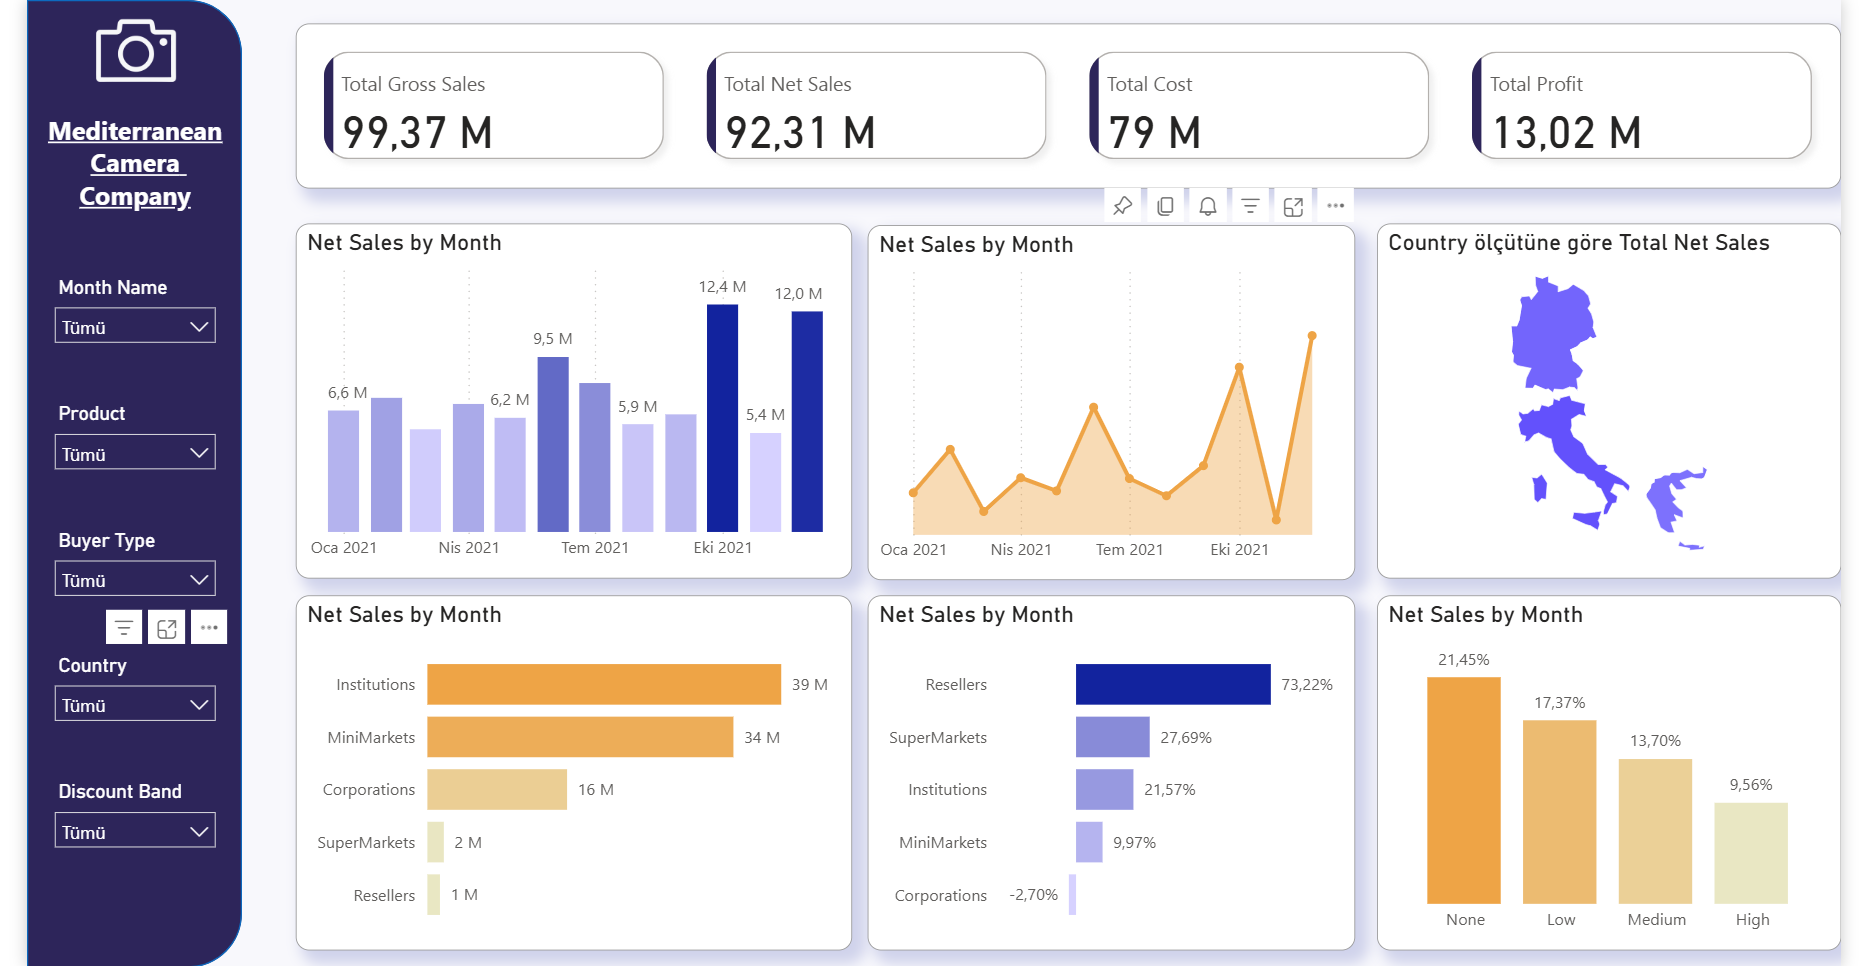 Mediterranean
Camera
Company
Month Name
Tümü
Product
Tümü
Buyer Type
Tümü
Country
Tümü
Discount Band
Tümü
Total Gross Sales
99,37 M
Total Net Sales
92,31 M
Total Cost
79 M
Total Profit
13,02 M
Net Sales by Month
12,4 M
12,0 M
9,5 M
6,6 M
6,2 M
5,9 M
5,4 M
Oca 2021
Nis 2021
Tem 2021
Eki 2021
Net Sales by Month
Oca 2021
Nis 2021
Tem 2021
Eki 2021
Country ölçütüne göre Total Net Sales
Net Sales by Month
Institutions
39 M
MiniMarkets
34 M
Corporations
16 M
SuperMarkets
2 M
Resellers
1 M
Net Sales by Month
Resellers
73,22%
SuperMarkets
27,69%
Institutions
21,57%
MiniMarkets
9,97%
Corporations
-2,70%
Net Sales by Month
21,45%
17,37%
13,70%
9,56%
None
Low
Medium
High